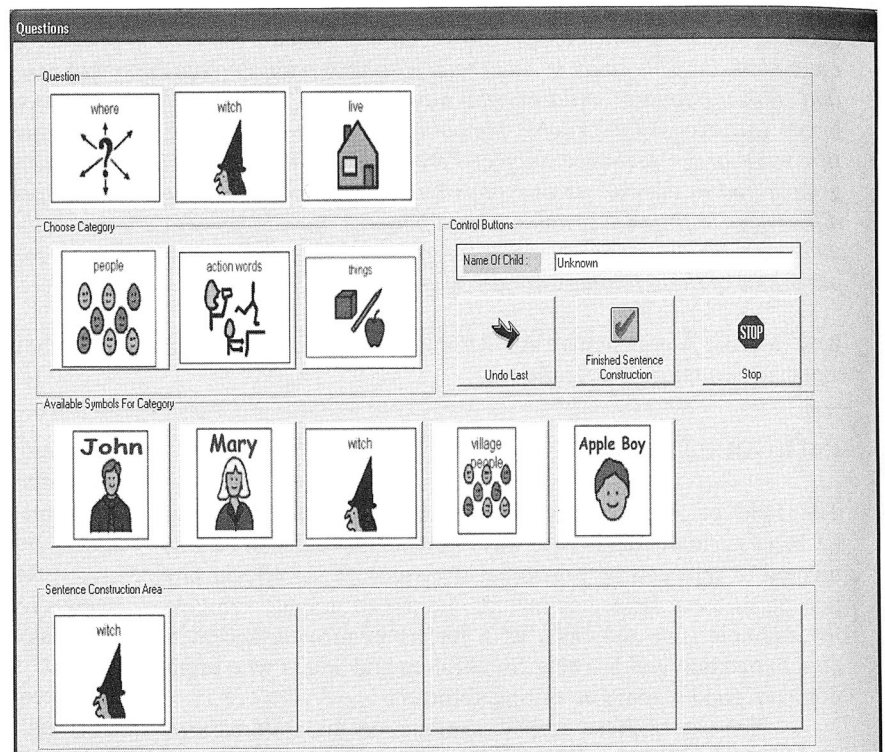 Questions
Question
where
witch
live
Choose Category
people
action words
things
Control Buttons
Name Of Child :
Unknown
Undo Last
Finished Sentence
Construction
STOP
Stop
Available Symbols For Category
John
Mary
witch
village
people
Apple Boy
Sentence Construction Area
witch